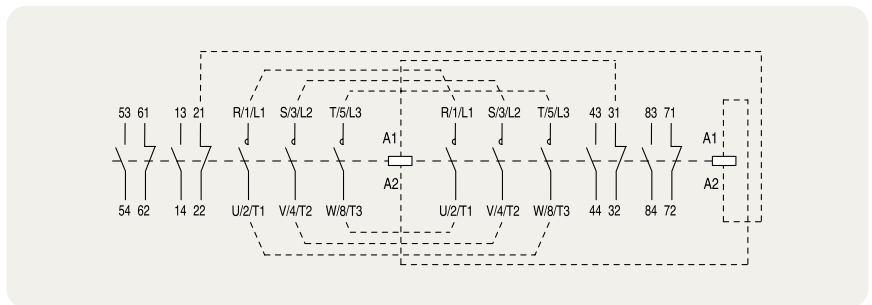 53 61 13 21 R/1/L1 S/3/L2 T/5/L3 R/1/L1 S/3/L2 T/5/L3 43 31 83 71
A1 A1
A2 A2
54 62 14 22 U/2/T1 V/4/T2 W/8/T3 U/2/T1 V/4/T2 W/8/T3 44 32 84 72